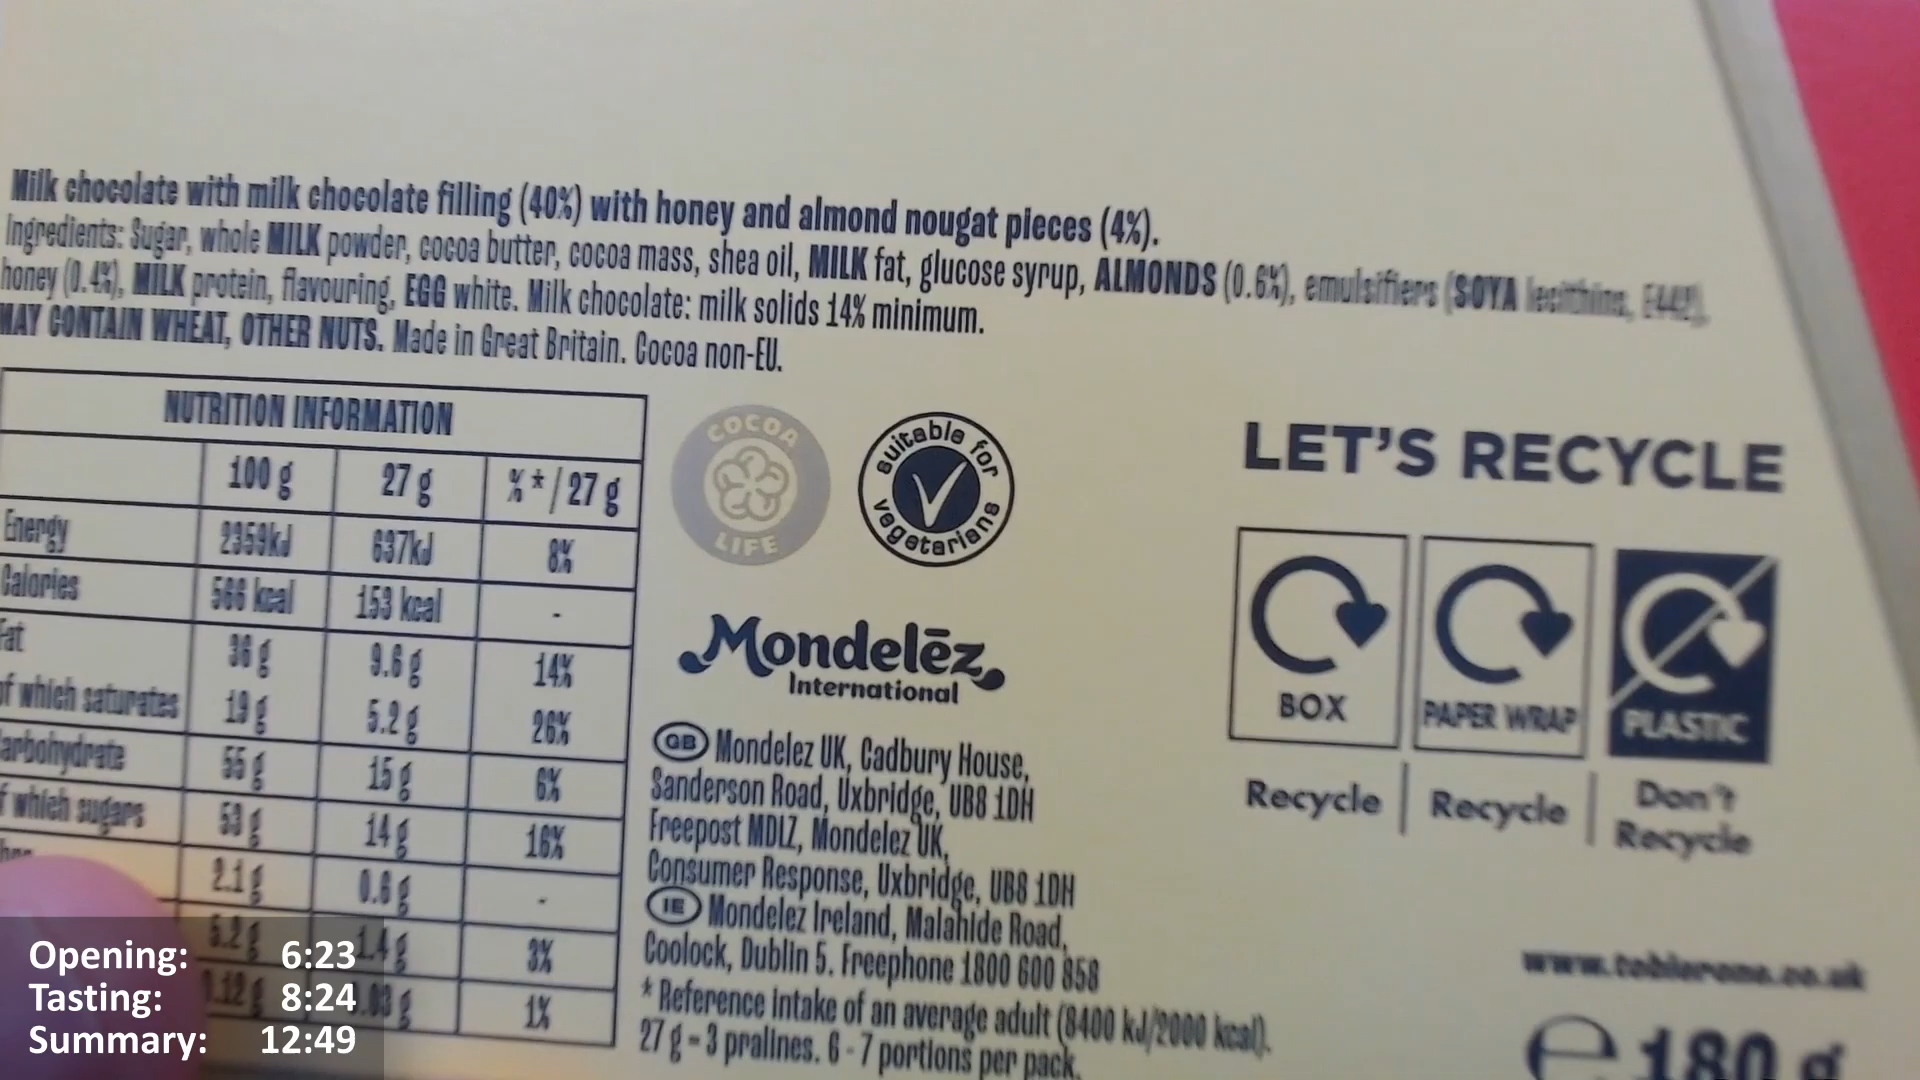 Milk chocolate with milk chocolate filling (40%) with honey and almond nougat pieces (4%).
Ingredients: Sugar, whole MILK powder, cocoa butter, cocoa mass, shea oil, MILK fat, glucose syrup, ALMONDS (0.6%), emulsifiers (SOYA lecithins, E442),
honey (0.4%), MILK protein, flavouring, EGG white. Milk chocolate: milk solids 14% minimum.
MAY CONTAIN WHEAT, OTHER NUTS. Made in Great Britain. Cocoa non-EU.
NUTRITION INFORMATION
100 g 27 g %*/27 g
Energy 2359kJ 637kJ 8%
Calories 566 kcal 153 kcal -
Fat 36 g 9.6 g 14%
of which saturates 19 g 5.2 g 26%
arbohydrate 55 g 15 g 6%
f which sugars 53 g 14 g 16%
2.1 g 0.6 g -
5.2 g 1.4 g 3%
0.12 g .03 g 1%
COCOA LIFE
suitable for vegetarians
Mondelēz
International
GB Mondelez UK, Cadbury House,
Sanderson Road, Uxbridge, UB8 1DH
Freepost MDLZ, Mondelez UK,
Consumer Response, Uxbridge, UB8 1DH
IE Mondelez Ireland, Malahide Road,
Coolock, Dublin 5. Freephone 1800 600 858
* Reference intake of an average adult (8400 kJ/2000 kcal).
27 g = 3 pralines. 6 - 7 portions per pack.
LET'S RECYCLE
BOX PAPER WRAP PLASTIC
Recycle Recycle Don't
Recycle
www.toblerone.co.uk
e 180 g
Opening: 6:23
Tasting: 8:24
Summary: 12:49